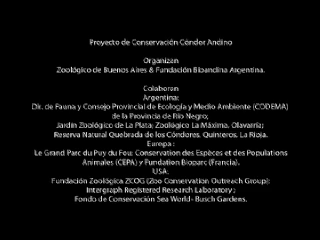 Proyecto de Conservación Cóndor Andino
Organizan
Zoológico de Buenos Aires & Fundación Bioandina Argentina.
Colaboran
Argentina:
Dir. de Fauna y Consejo Provincial de Ecología y Medio Ambiente (CODEMA)
de la Provincia de Río Negro;
Jardín Zoológico de La Plata; Zoológico La Máxima, Olavarría;
Reserva Natural Quebrada de los Cóndores, Quinteros, La Rioja.
Europa:
Le Grand Parc du Puy du Fou; Conservation des Espèces et des Populations
Animales (CEPA) y Fundation Bioparc (Francia).
USA.
Fundación Zoológica ZCOG (Zoo Conservation Outreach Group);
Intergraph Registered Research Laboratory;
Fondo de Conservación Sea World- Busch Gardens.